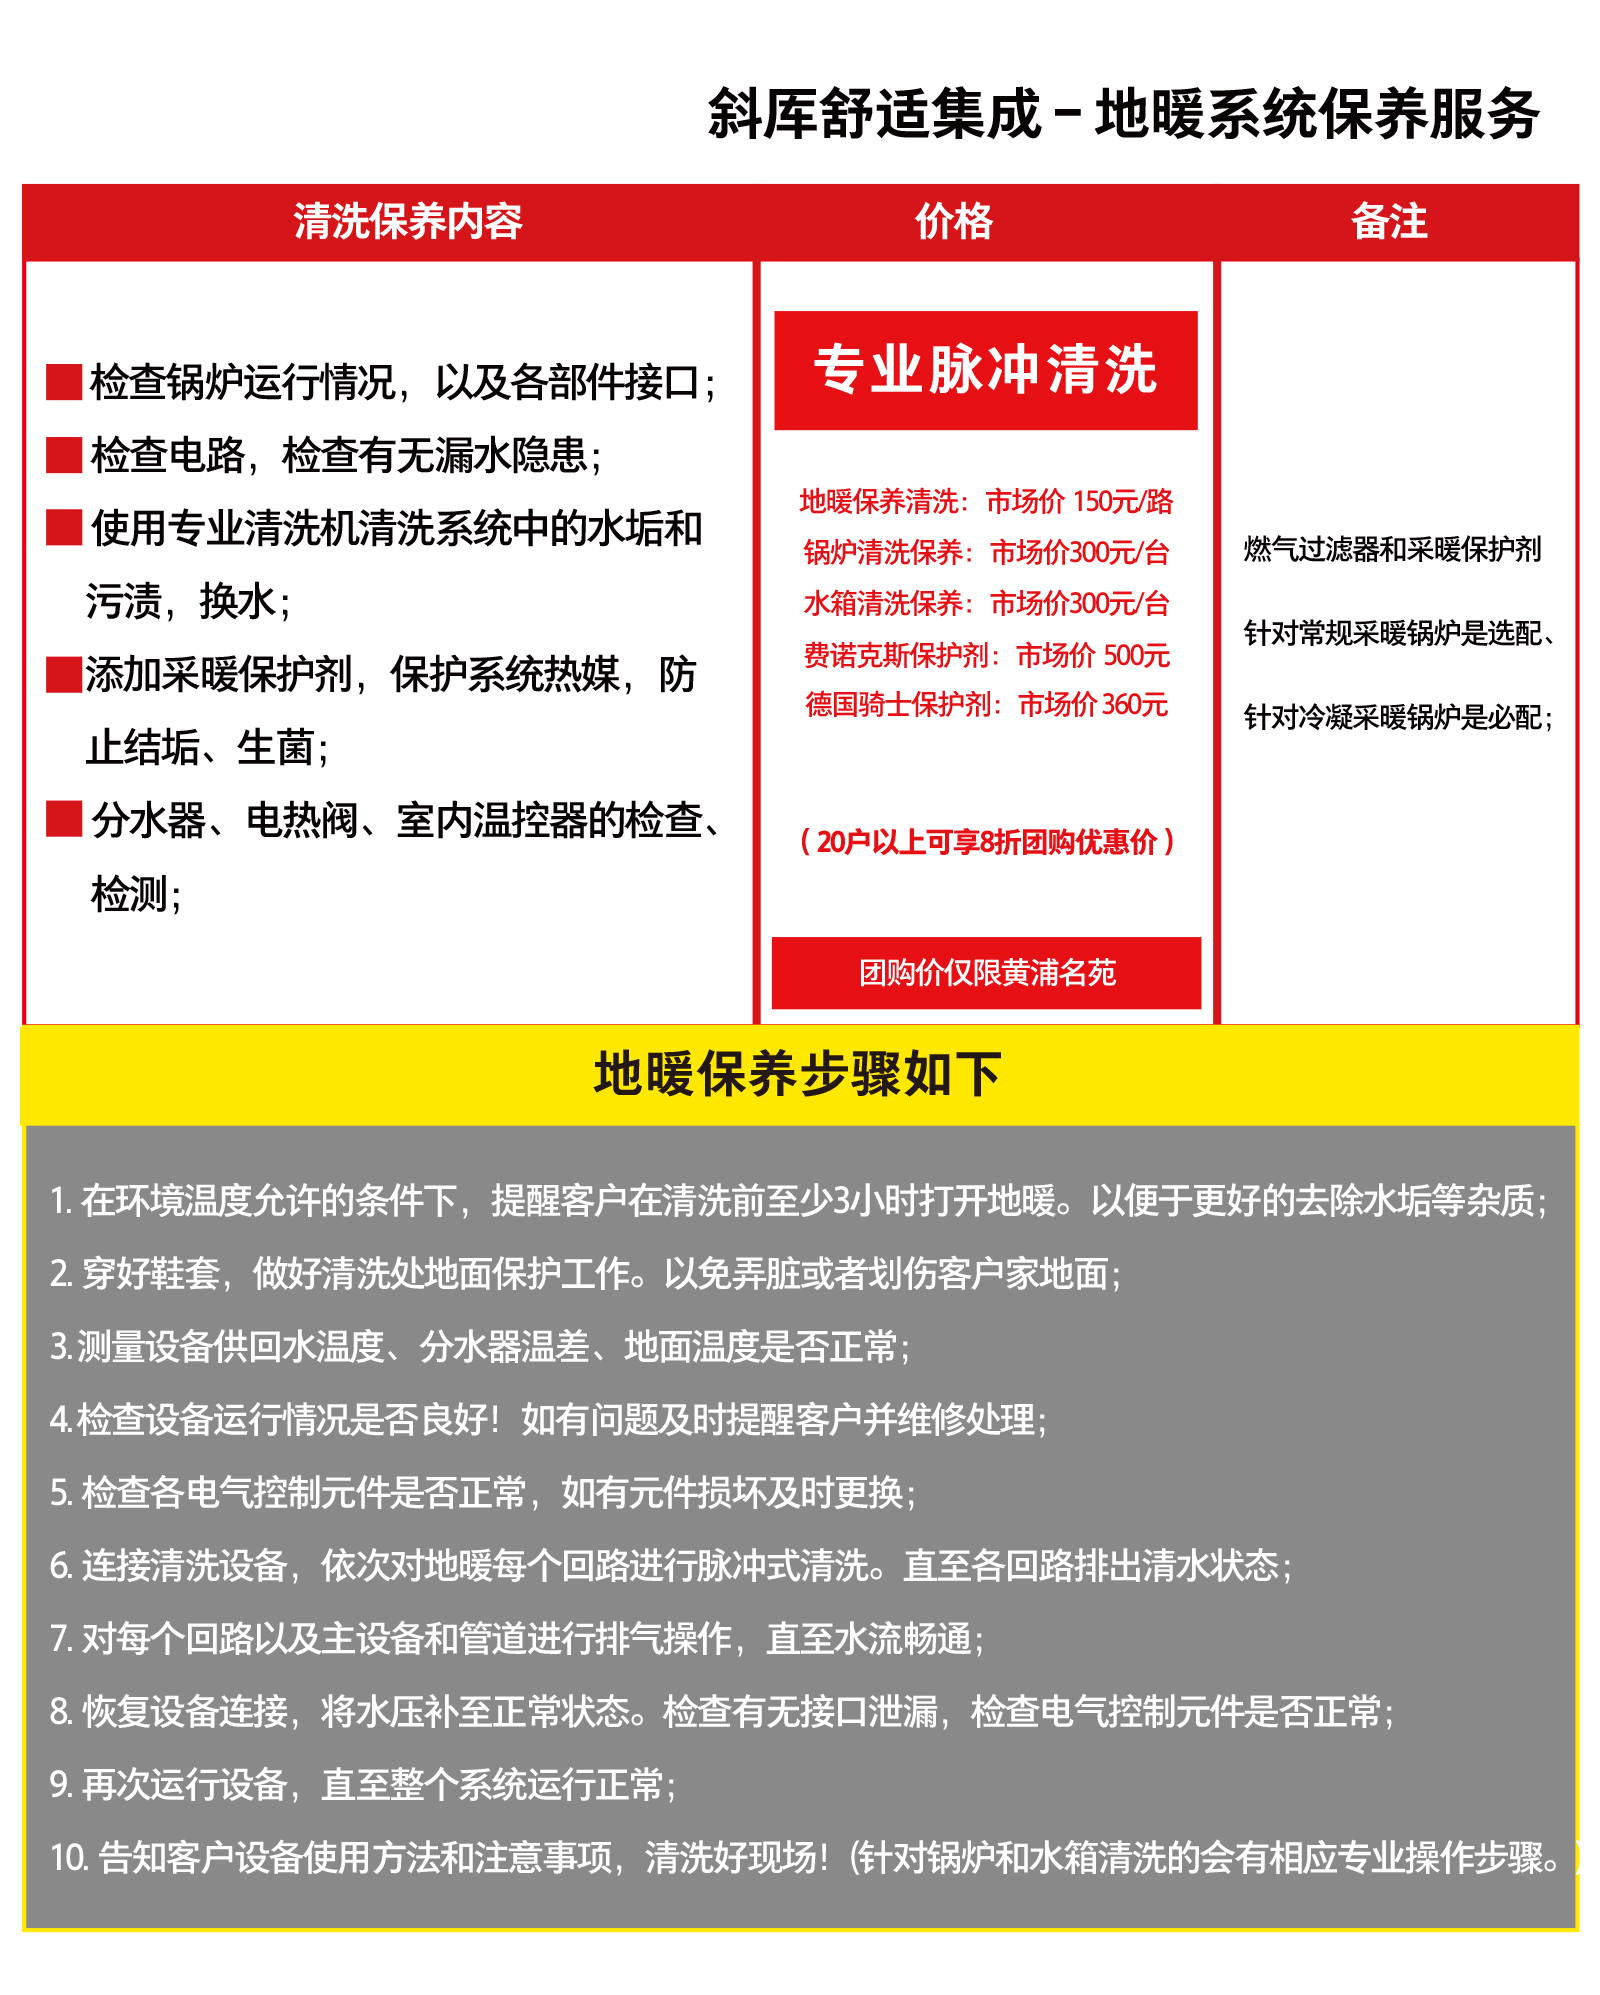 斜厍舒适集成－地暖系统保养服务
清洗保养内容
价格
备注
检查锅炉运行情况，以及各部件接口；
检查电路，检查有无漏水隐患；
使用专业清洗机清洗系统中的水垢和
污渍，换水；
添加采暖保护剂，保护系统热媒，防
止结垢、生菌；
分水器、电热阀、室内温控器的检查、
检测；
专业脉冲清洗
地暖保养清洗：市场价 150元/路
锅炉清洗保养：市场价300元/台
水箱清洗保养：市场价300元/台
费诺克斯保护剂：市场价 500元
德国骑士保护剂：市场价 360元
（20户以上可享8折团购优惠价）
团购价仅限黄浦名苑
燃气过滤器和采暖保护剂
针对常规采暖锅炉是选配、
针对冷凝采暖锅炉是必配；
地暖保养步骤如下
1. 在环境温度允许的条件下，提醒客户在清洗前至少3小时打开地暖。以便于更好的去除水垢等杂质；
2. 穿好鞋套，做好清洗处地面保护工作。以免弄脏或者划伤客户家地面；
3. 测量设备供回水温度、分水器温差、地面温度是否正常；
4. 检查设备运行情况是否良好！如有问题及时提醒客户并维修处理；
5. 检查各电气控制元件是否正常，如有元件损坏及时更换；
6. 连接清洗设备，依次对地暖每个回路进行脉冲式清洗。直至各回路排出清水状态；
7. 对每个回路以及主设备和管道进行排气操作，直至水流畅通；
8. 恢复设备连接，将水压补至正常状态。检查有无接口泄漏，检查电气控制元件是否正常；
9. 再次运行设备，直至整个系统运行正常；
10. 告知客户设备使用方法和注意事项，清洗好现场！(针对锅炉和水箱清洗的会有相应专业操作步骤。)